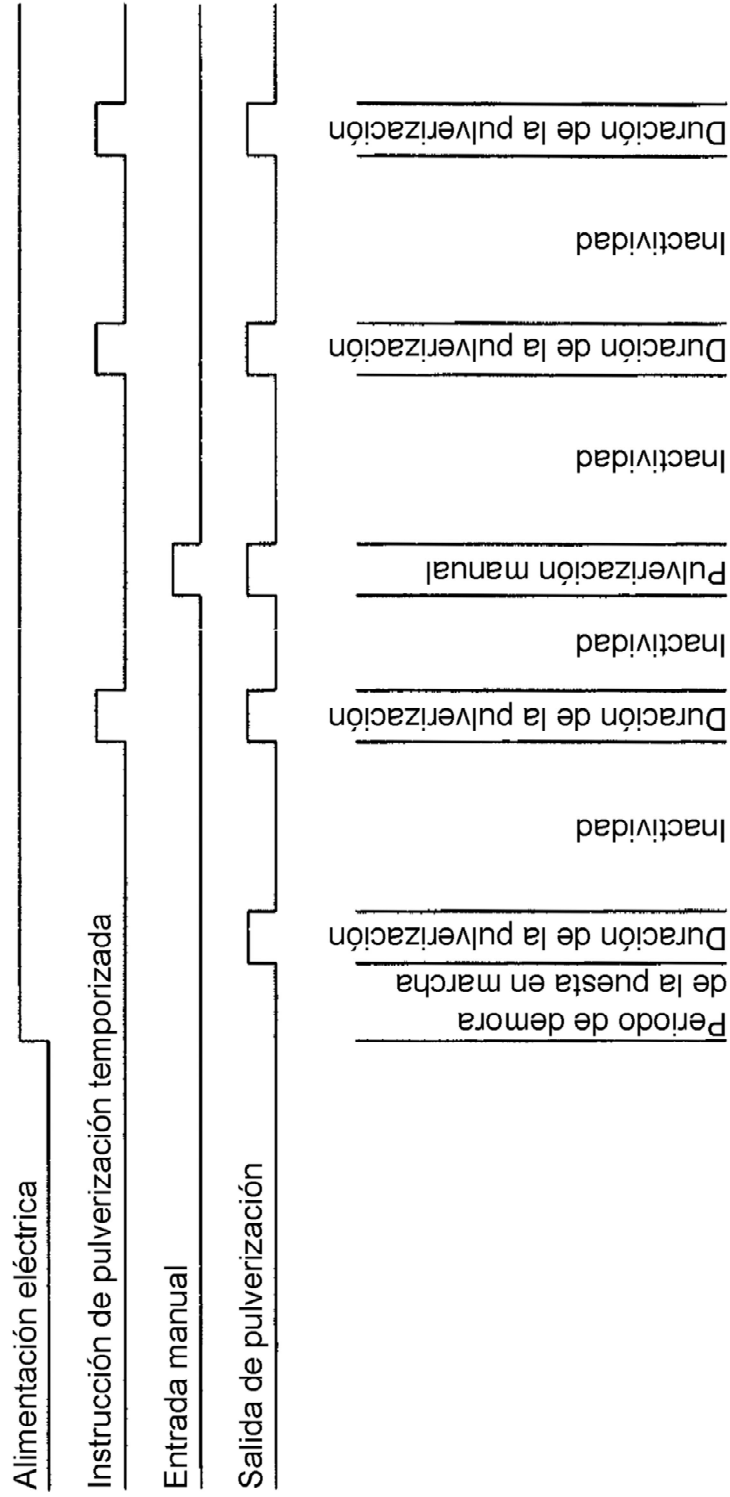 Alimentación eléctrica
Instrucción de pulverización temporizada
Entrada manual
Salida de pulverización
Periodo de demora
de la puesta en marcha
Duración de la pulverización
Inactividad
Duración de la pulverización
Inactividad
Pulverización manual
Inactividad
Duración de la pulverización
Inactividad
Duración de la pulverización